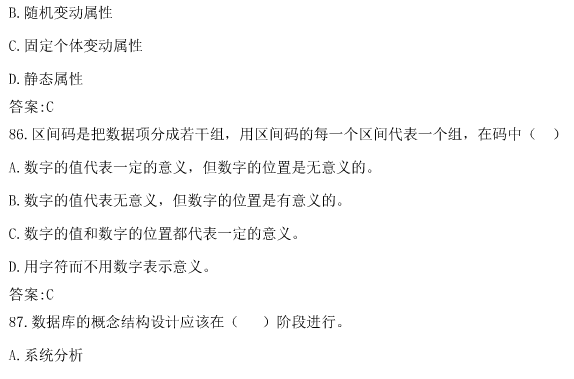 B.随机变动属性
C.固定个体变动属性
D.静态属性
答案:C
86.区间码是把数据项分成若干组，用区间码的每一个区间代表一个组，在码中（ ）
A.数字的值代表一定的意义，但数字的位置是无意义的。
B.数字的值代表无意义，但数字的位置是有意义的。
C.数字的值和数字的位置都代表一定的意义。
D.用字符而不用数字表示意义。
答案:C
87.数据库的概念结构设计应该在（ ）阶段进行。
A.系统分析